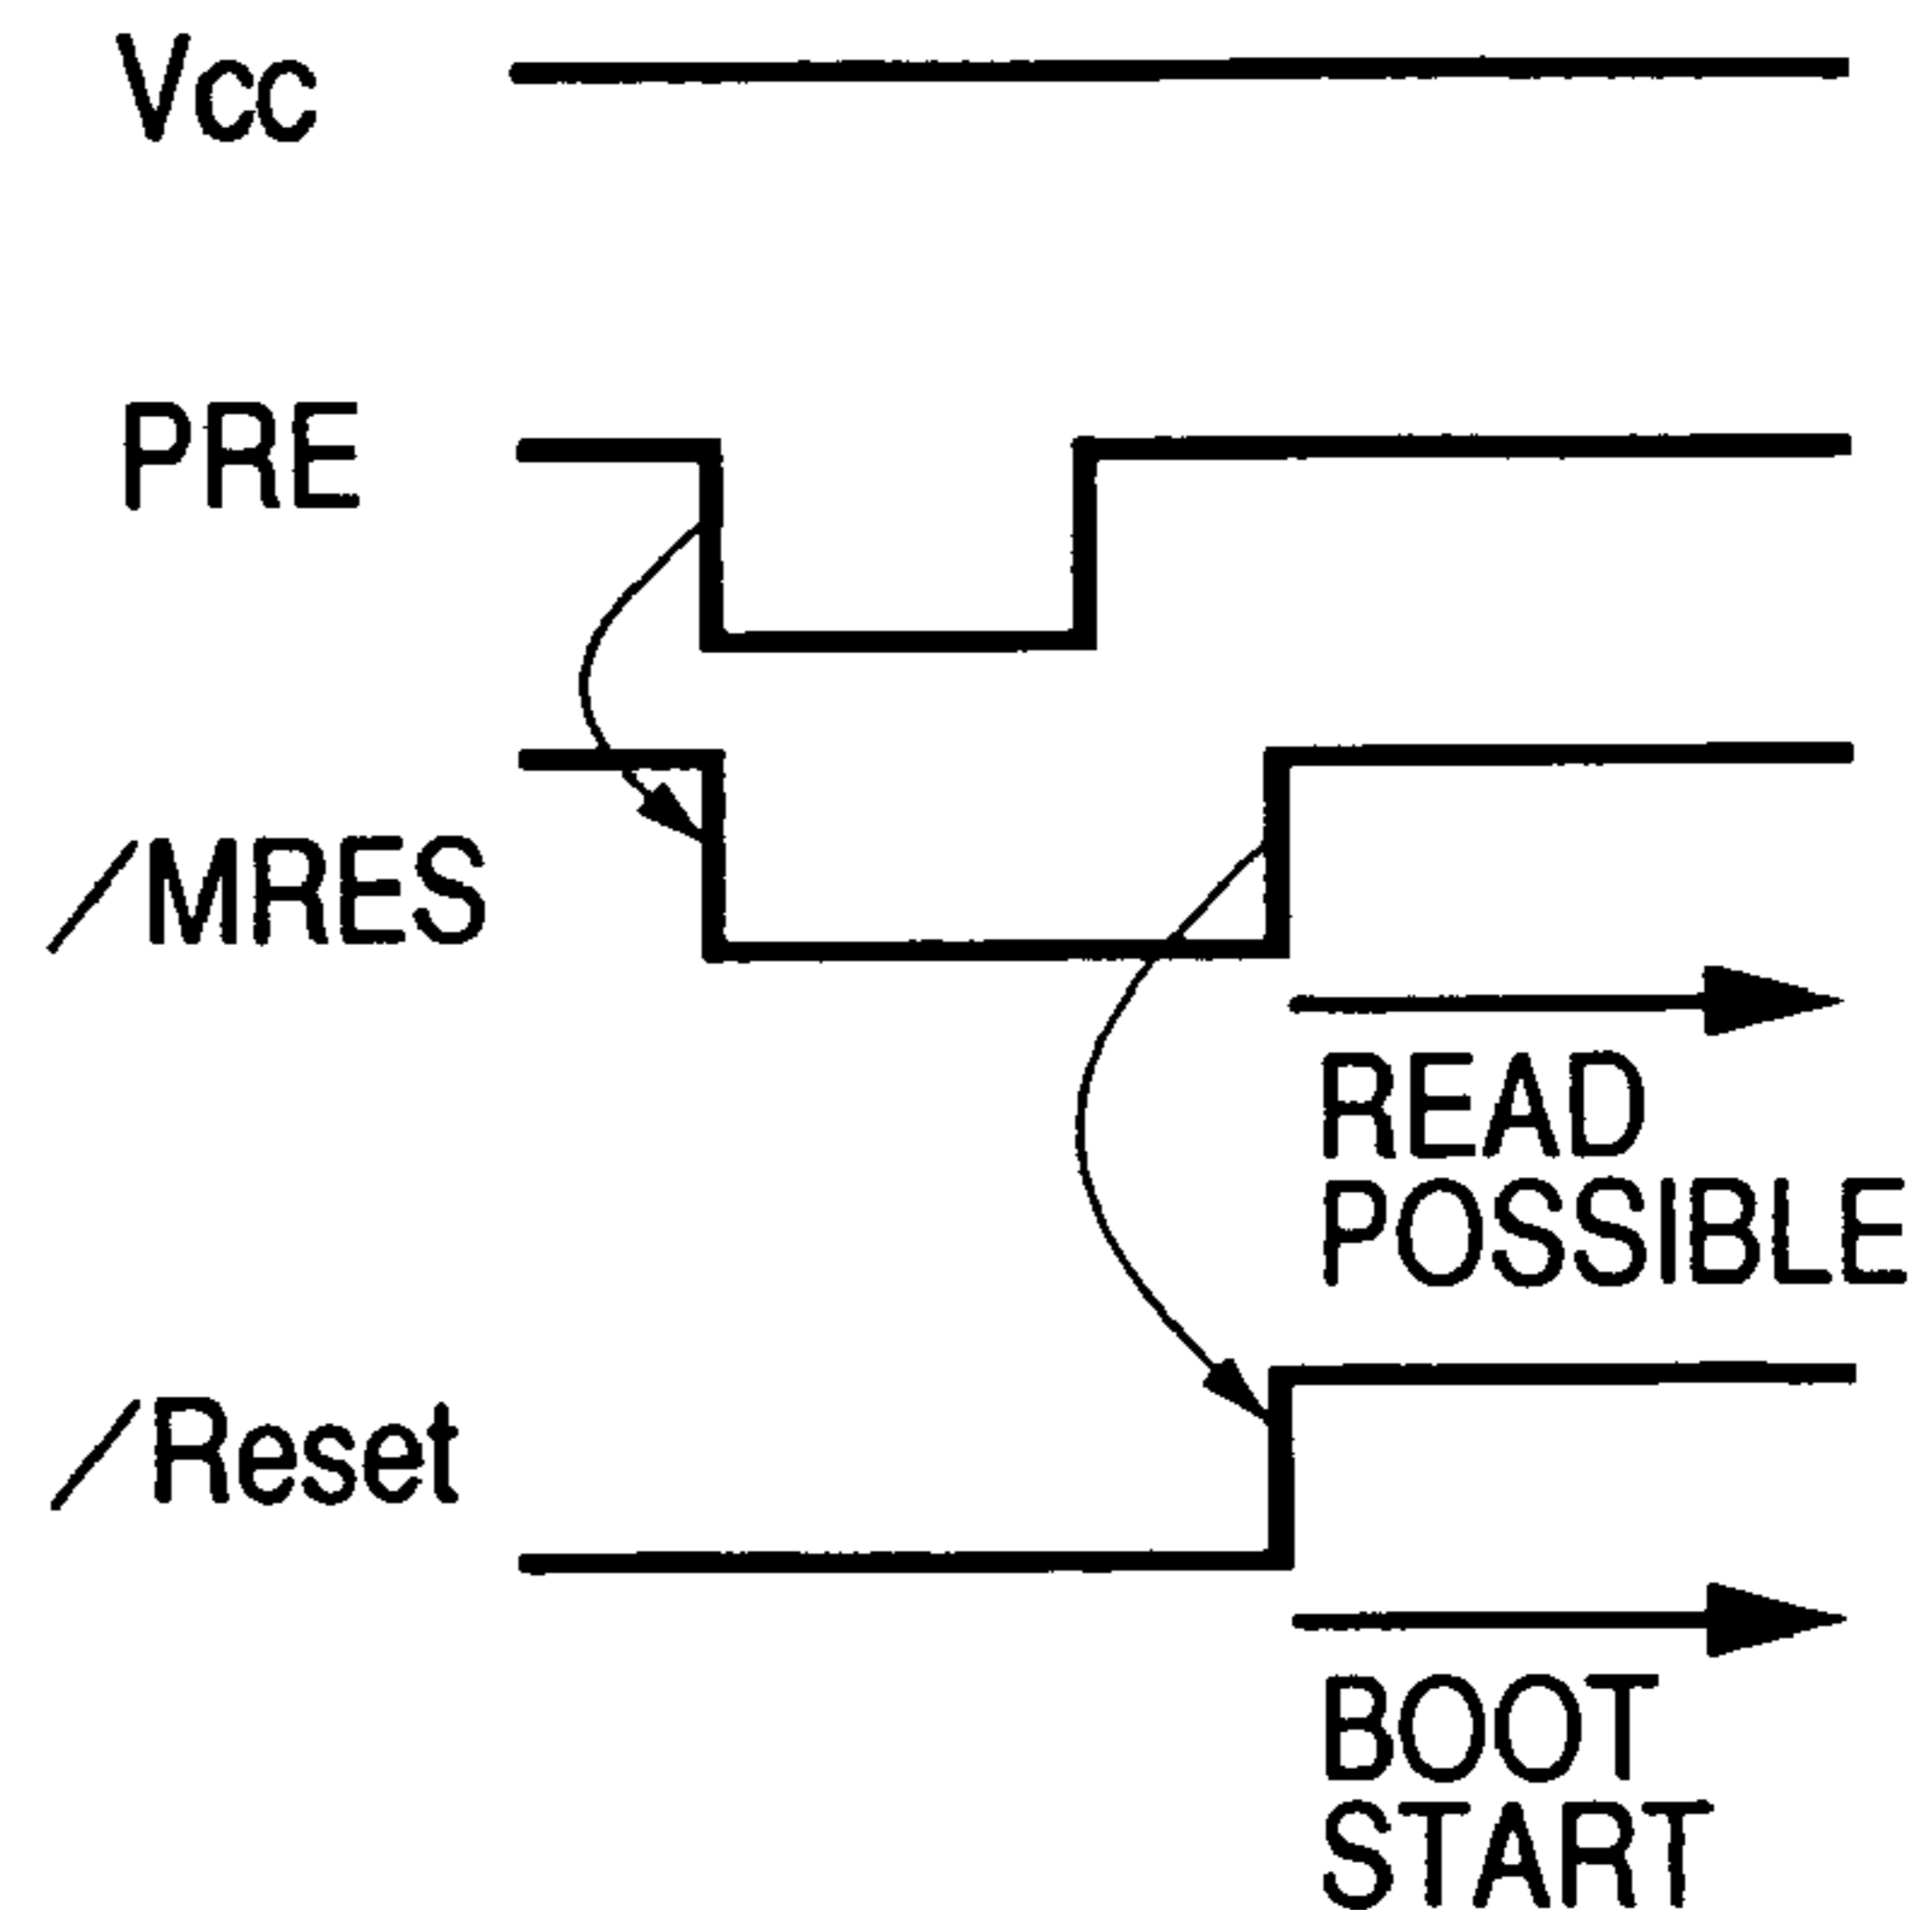 Vcc
PRE
/MRES
READ
POSSIBLE
/Reset
BOOT
START